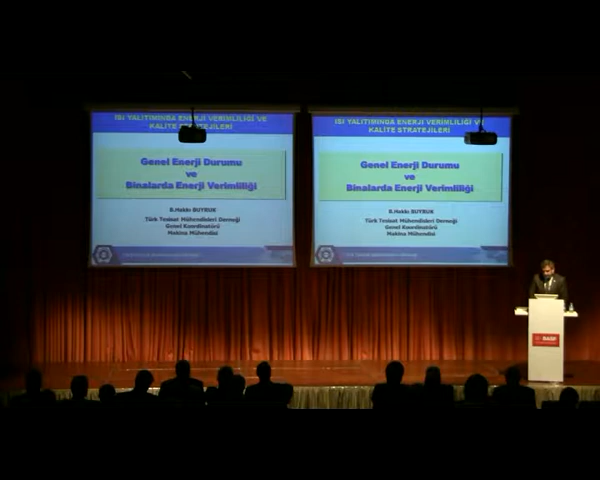 ISI YALITIMINDA ENERJİ VERİMLİLİĞİ VE
KALİTE STRATEJİLERİ
Genel Enerji Durumu
ve
Binalarda Enerji Verimliliği
B.Hakkı BUYRUK
Türk Tesisat Mühendisleri Derneği
Genel Koordinatörü
Makina Mühendisi
ISI YALITIMINDA ENERJİ VERİMLİLİĞİ VE
KALİTE STRATEJİLERİ
Genel Enerji Durumu
ve
Binalarda Enerji Verimliliği
B.Hakkı BUYRUK
Türk Tesisat Mühendisleri Derneği
Genel Koordinatörü
Makina Mühendisi
BASF